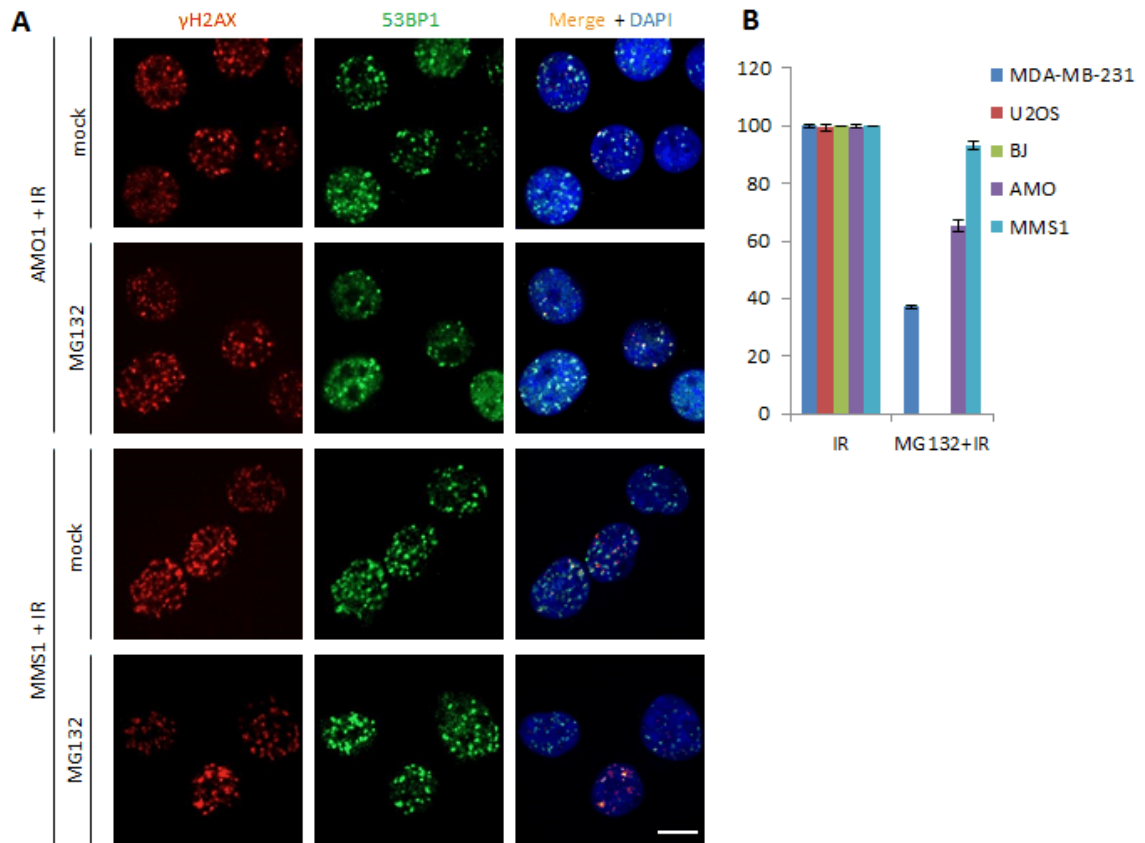 A
γH2AX
53BP1
Merge + DAPI
AMO1 + IR
mock
MG132
MMS1 + IR
mock
MG132
B
120
100
80
60
40
20
0
IR
MG132+IR
MDA-MB-231
U2OS
BJ
AMO
MMS1